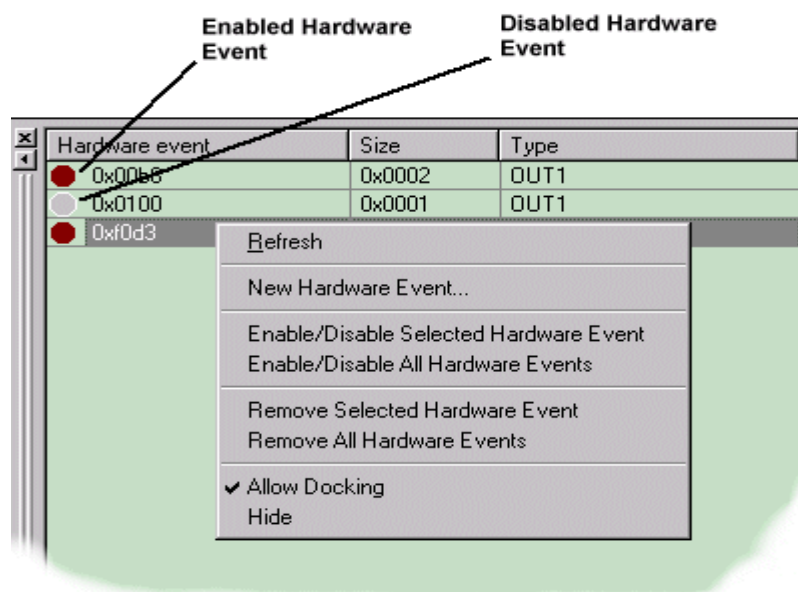 Enabled Hardware
Event
Disabled Hardware
Event
Hardware event Size Type
0x0002 OUT1
0x0100 0x0001 OUT1
0xf0d3
Refresh
New Hardware Event...
Enable/Disable Selected Hardware Event
Enable/Disable All Hardware Events
Remove Selected Hardware Event
Remove All Hardware Events
Allow Docking
Hide